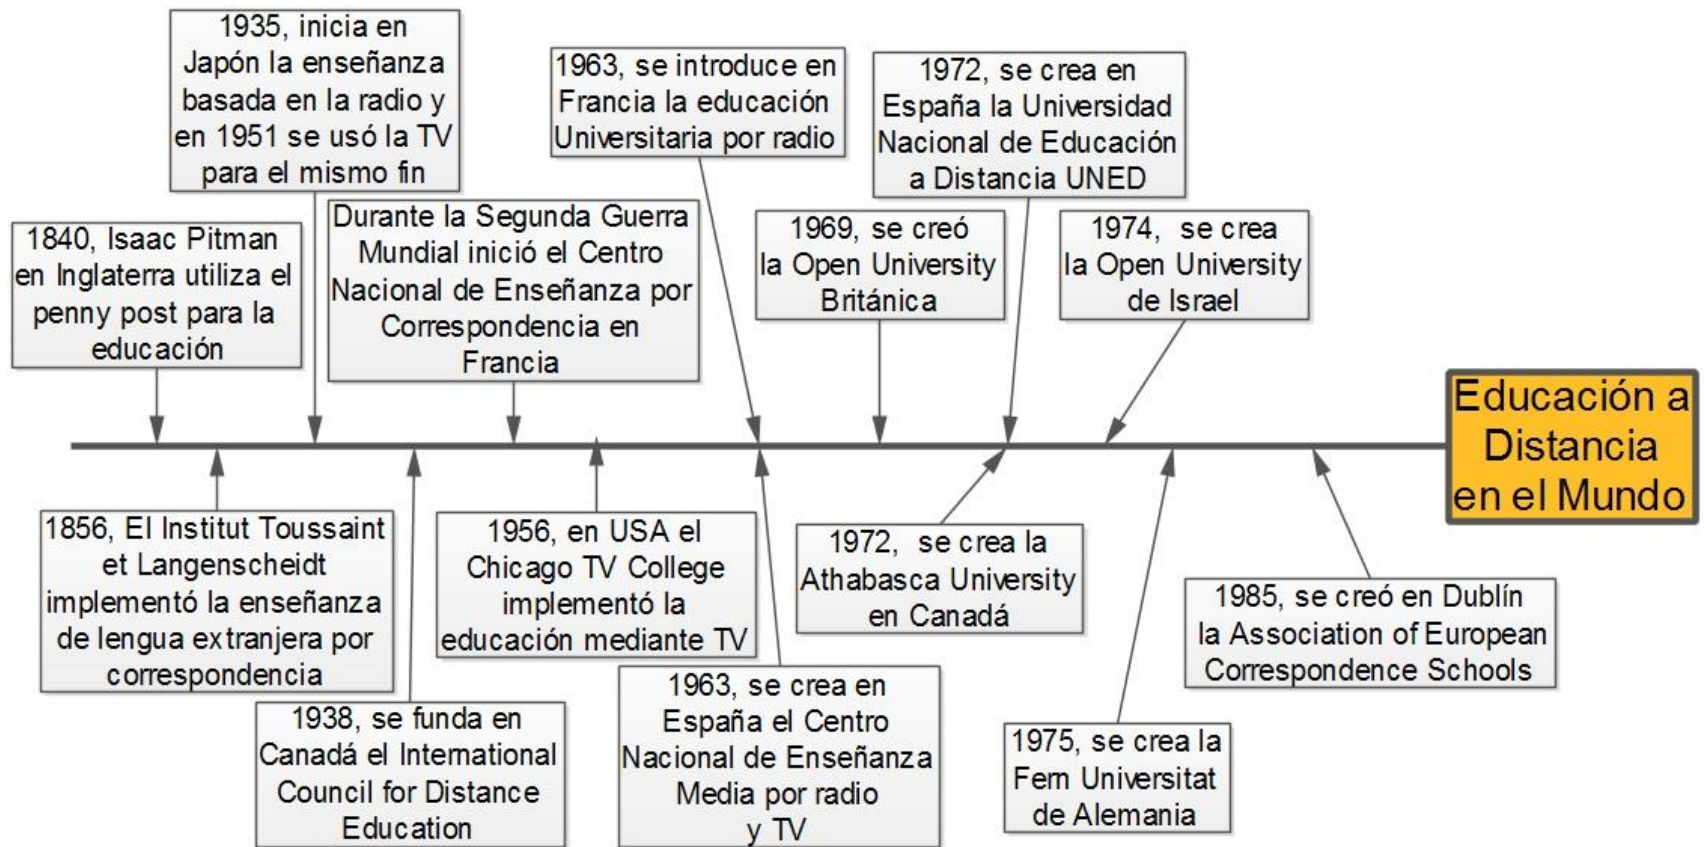 1935, inicia en
Japón la enseñanza
basada en la radio y
en 1951 se usó la TV
para el mismo fin
1963, se introduce en
Francia la educación
Universitaria por radio
1972, se crea en
España la Universidad
Nacional de Educación
a Distancia UNED
1840, Isaac Pitman
en Inglaterra utiliza el
penny post para la
educación
Durante la Segunda Guerra
Mundial inició el Centro
Nacional de Enseñanza por
Correspondencia en
Francia
1969, se creó
la Open University
Británica
1974, se crea
la Open University
de Israel
Educación a
Distancia
en el Mundo
1856, El Institut Toussaint
et Langenscheidt
implementó la enseñanza
de lengua extranjera por
correspondencia
1956, en USA el
Chicago TV College
implementó la
educación mediante TV
1972, se crea la
Athabasca University
en Canadá
1985, se creó en Dublín
la Association of European
Correspondence Schools
1938, se funda en
Canadá el International
Council for Distance
Education
1963, se crea en
España el Centro
Nacional de Enseñanza
Media por radio
y TV
1975, se crea la
Fern Universitat
de Alemania